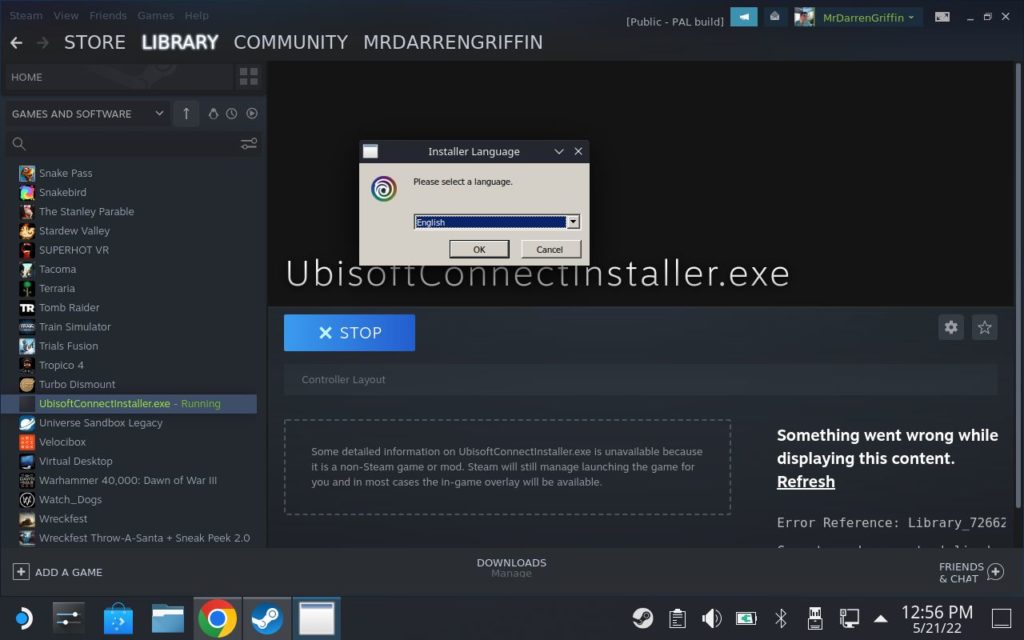 Steam View Friends Games Help
[Public - PAL build]
MrDarrenGriffin
STORE LIBRARY COMMUNITY MRDARRENGRIFFIN
HOME
GAMES AND SOFTWARE
Snake Pass
Snakebird
The Stanley Parable
Stardew Valley
SUPERHOT VR
Tacoma
Terraria
Tomb Raider
Train Simulator
Trials Fusion
Tropico 4
Turbo Dismount
UbisoftConnectInstaller.exe - Running
Universe Sandbox Legacy
Velocibox
Virtual Desktop
Warhammer 40,000: Dawn of War III
Watch_Dogs
Wreckfest
Wreckfest Throw-A-Santa + Sneak Peek 2.0
Installer Language
Please select a language.
English
OK Cancel
UbisoftConnectInstaller.exe
STOP
Controller Layout
Some detailed information on UbisoftConnectInstaller.exe is unavailable because
it is a non-Steam game or mod. Steam will still manage launching the game for
you and in most cases the in-game overlay will be available.
Something went wrong while
displaying this content.
Refresh
Error Reference: Library_72662
ADD A GAME
DOWNLOADS
Manage
FRIENDS
& CHAT
12:56 PM
5/21/22